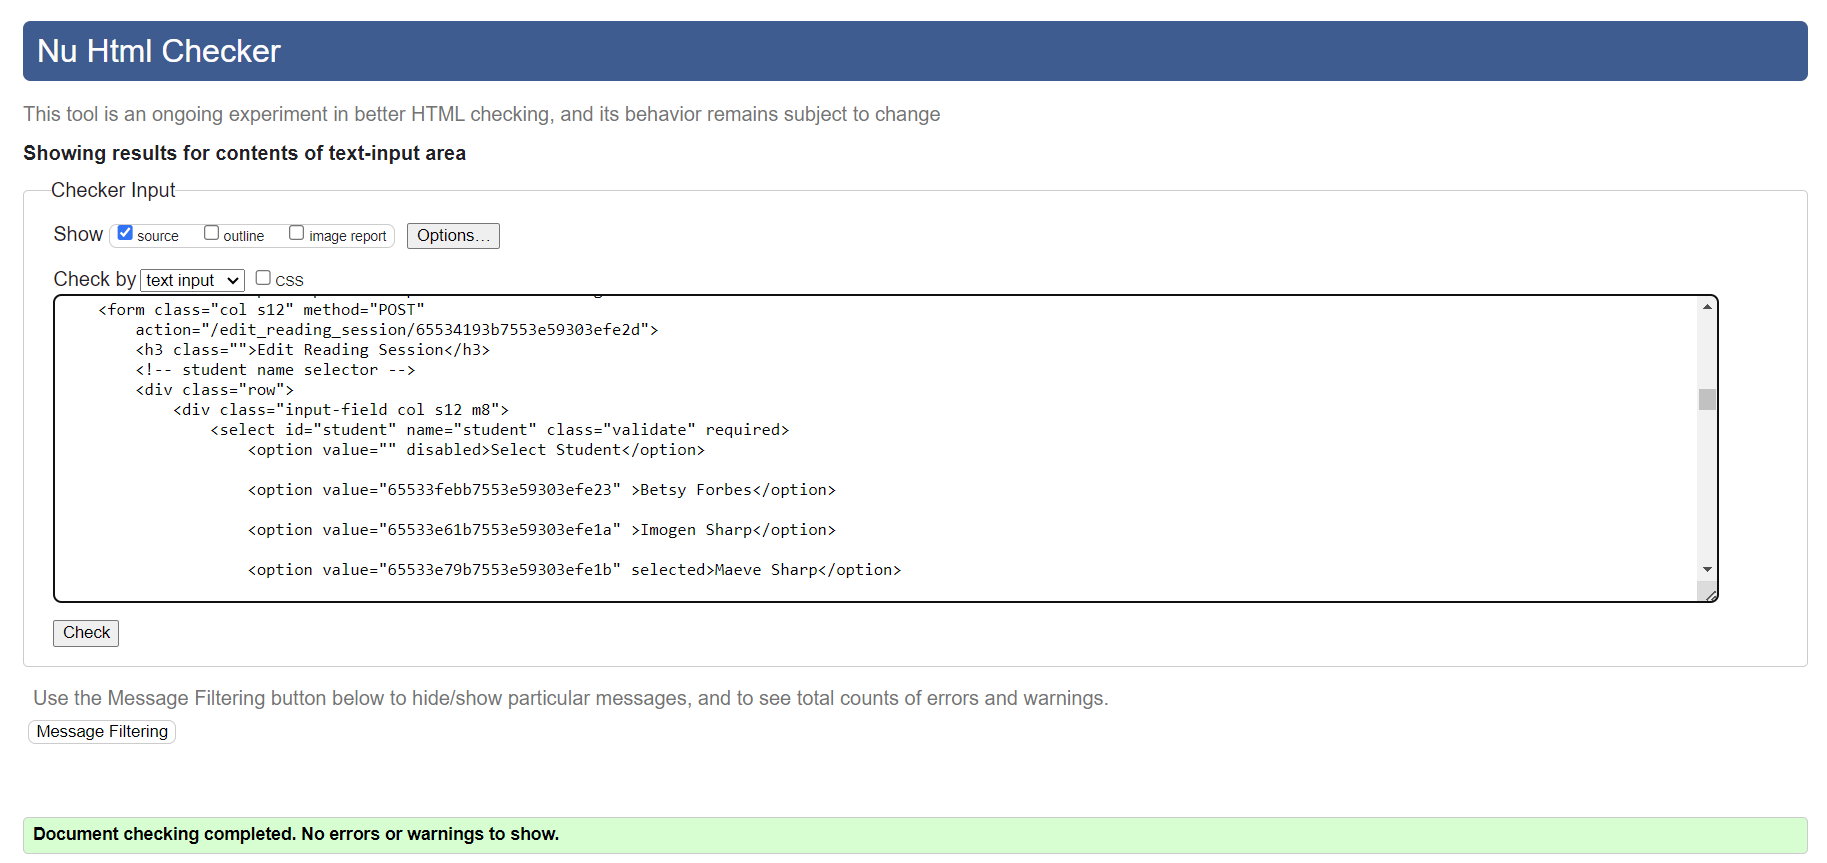 Nu Html Checker
This tool is an ongoing experiment in better HTML checking, and its behavior remains subject to change
Showing results for contents of text-input area
Checker Input
Show source outline image report Options...
Check by text input CSS
<form class="col s12" method="POST"
action="/edit_reading_session/65534193b7553e59303efe2d">
<h3 class="">Edit Reading Session</h3>
<!-- student name selector -->
<div class="row">
<div class="input-field col s12 m8">
<select id="student" name="student" class="validate" required>
<option value="" disabled>Select Student</option>
<option value="65533febb7553e59303efe23" >Betsy Forbes</option>
<option value="65533e61b7553e59303efe1a" >Imogen Sharp</option>
<option value="65533e79b7553e59303efe1b" selected>Maeve Sharp</option>
Check
Use the Message Filtering button below to hide/show particular messages, and to see total counts of errors and warnings.
Message Filtering
Document checking completed. No errors or warnings to show.